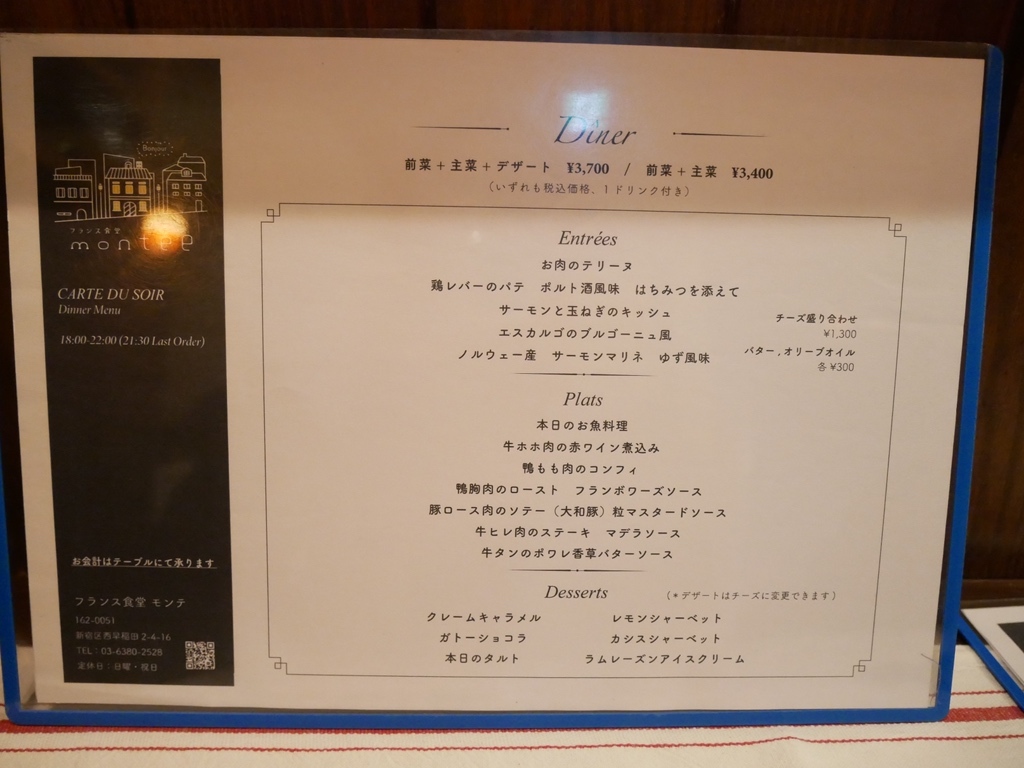 Bonjour
フランス食堂
montee
CARTE DU SOIR
Dinner Menu
18:00-22:00 (21:30 Last Order)
お会計はテーブルにて承ります
フランス食堂 モンテ
162-0051
新宿区西早稲田 2-4-16
TEL : 03-6380-2528
定休日 : 日曜・祝日
Dîner
前菜 + 主菜 + デザート ¥3,700 / 前菜 + 主菜 ¥3,400
（いずれも税込価格、1ドリンク付き）
Entrées
お肉のテリーヌ
鶏レバーのパテ ポルト酒風味 はちみつを添えて
サーモンと玉ねぎのキッシュ
エスカルゴのブルゴーニュ風
ノルウェー産 サーモンマリネ ゆず風味
チーズ盛り合わせ
¥1,300
バター , オリーブオイル
各 ¥300
Plats
本日のお魚料理
牛ホホ肉の赤ワイン煮込み
鴨もも肉のコンフィ
鴨胸肉のロースト フランボワーズソース
豚ロース肉のソテー（大和豚）粒マスタードソース
牛ヒレ肉のステーキ マデラソース
牛タンのポワレ香草バターソース
Desserts
（＊デザートはチーズに変更できます）
クレームキャラメル レモンシャーベット
ガトーショコラ カシスシャーベット
本日のタルト ラムレーズンアイスクリーム